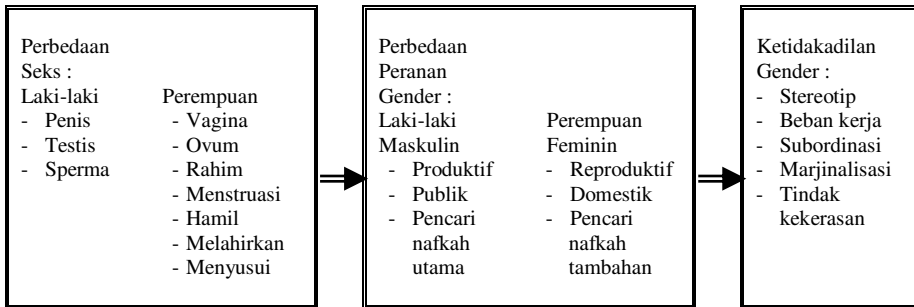 Perbedaan
Seks :
Laki-laki
- Penis
- Testis
- Sperma
Perempuan
- Vagina
- Ovum
- Rahim
- Menstruasi
- Hamil
- Melahirkan
- Menyusui
Perbedaan
Peranan
Gender :
Laki-laki
Maskulin
- Produktif
- Publik
- Pencari
nafkah
utama
Perempuan
Feminin
- Reproduktif
- Domestik
- Pencari
nafkah
tambahan
Ketidakadilan
Gender :
- Stereotip
- Beban kerja
- Subordinasi
- Marjinalisasi
- Tindak
kekerasan